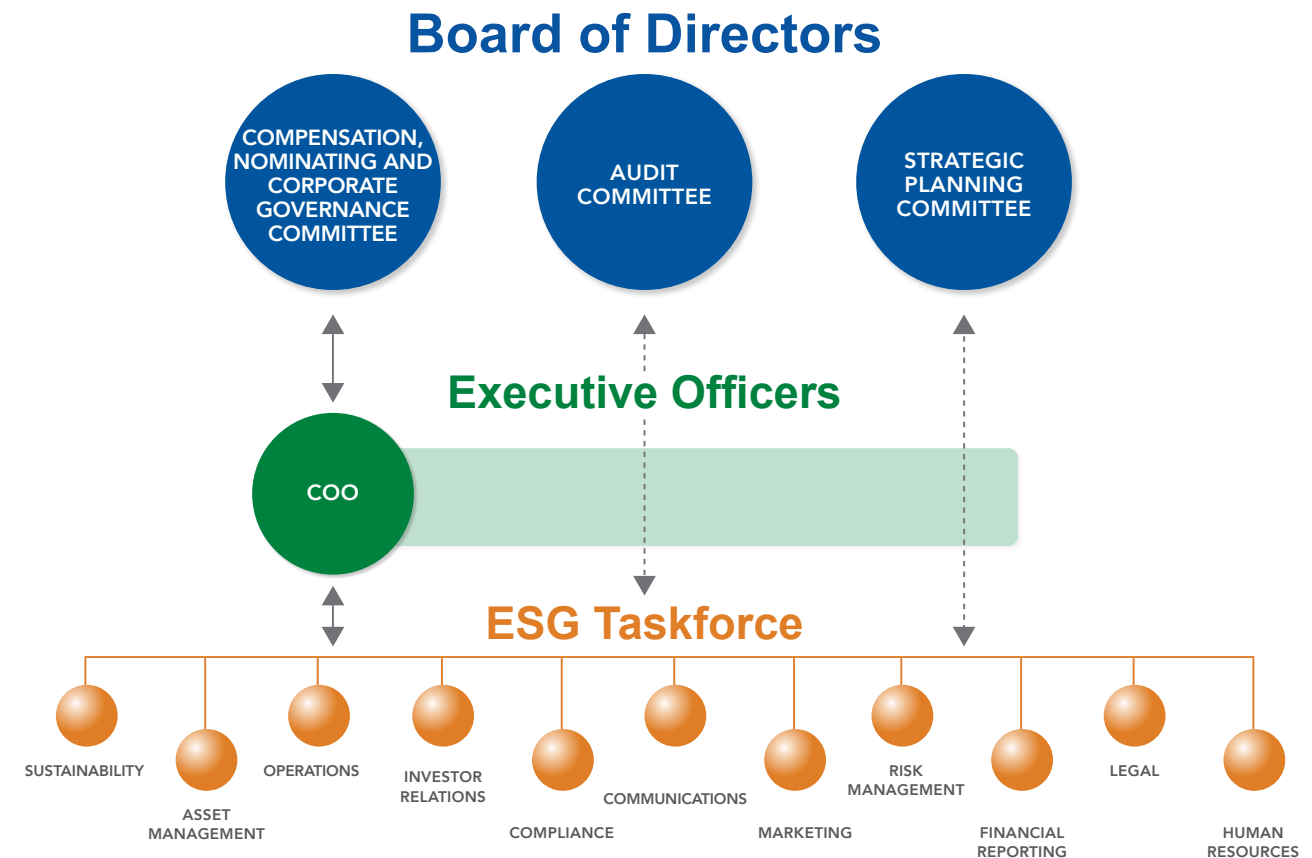 Board of Directors
COMPENSATION,
NOMINATING AND
CORPORATE
GOVERNANCE
COMMITTEE
AUDIT
COMMITTEE
STRATEGIC
PLANNING
COMMITTEE
Executive Officers
COO
ESG Taskforce
SUSTAINABILITY
ASSET
MANAGEMENT
OPERATIONS
INVESTOR
RELATIONS
COMPLIANCE
COMMUNICATIONS
MARKETING
RISK
MANAGEMENT
FINANCIAL
REPORTING
LEGAL
HUMAN
RESOURCES